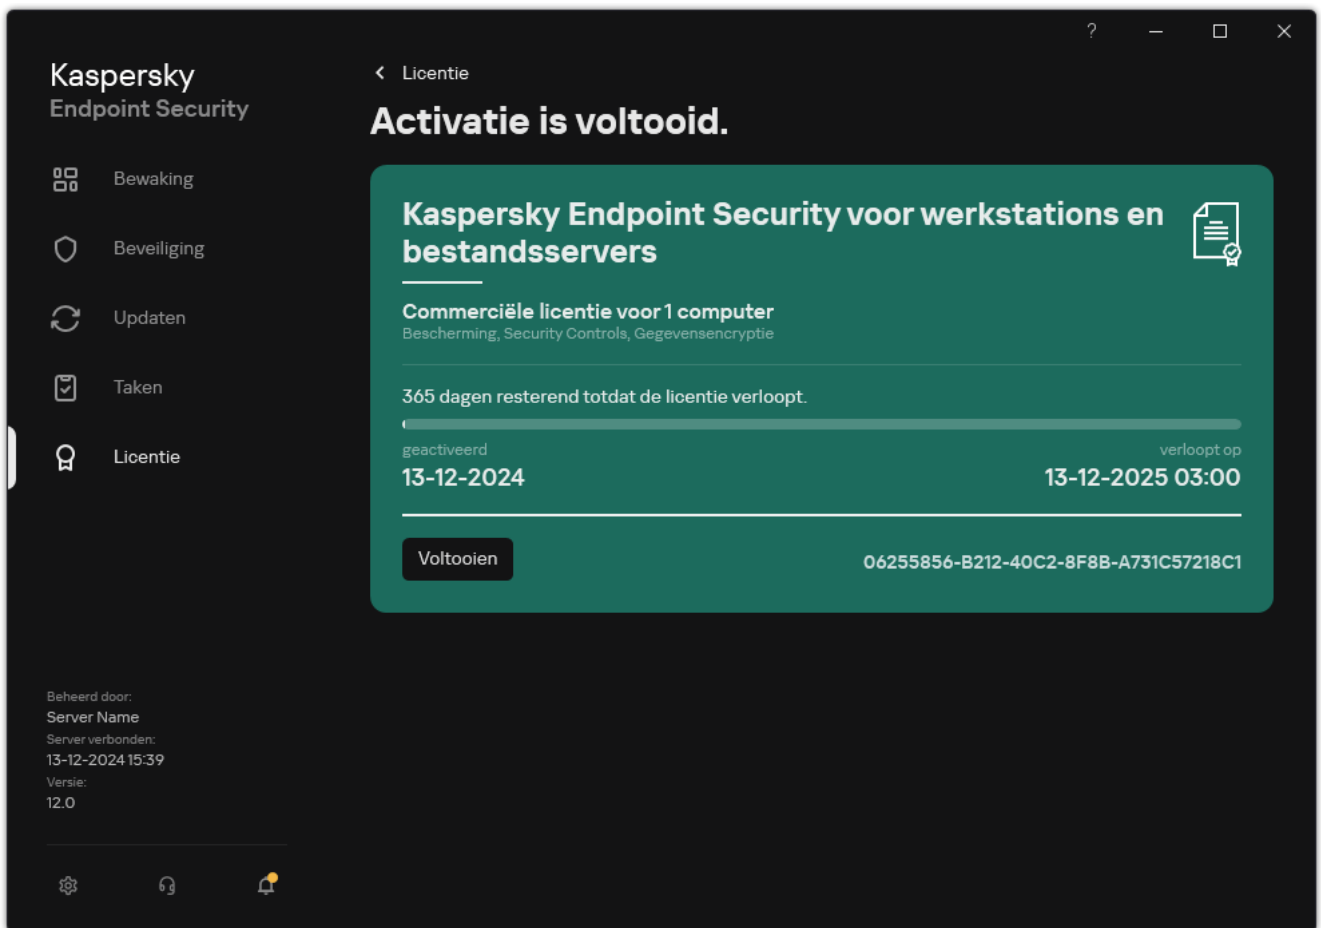 ?
Kaspersky
Endpoint Security
Bewaking
Beveiliging
Updaten
Taken
Licentie
Beheerd door:
Server Name
Server verbonden:
13-12-2024 15:39
Versie:
12.0
Licentie
Activatie is voltooid.
Kaspersky Endpoint Security voor werkstations en
bestandsservers
Commerciële licentie voor 1 computer
Bescherming, Security Controls, Gegevensencryptie
365 dagen resterend totdat de licentie verloopt.
geactiveerd
verloopt op
13-12-2024
13-12-2025 03:00
Voltooien
06255856-B212-40C2-8F8B-A731C57218C1